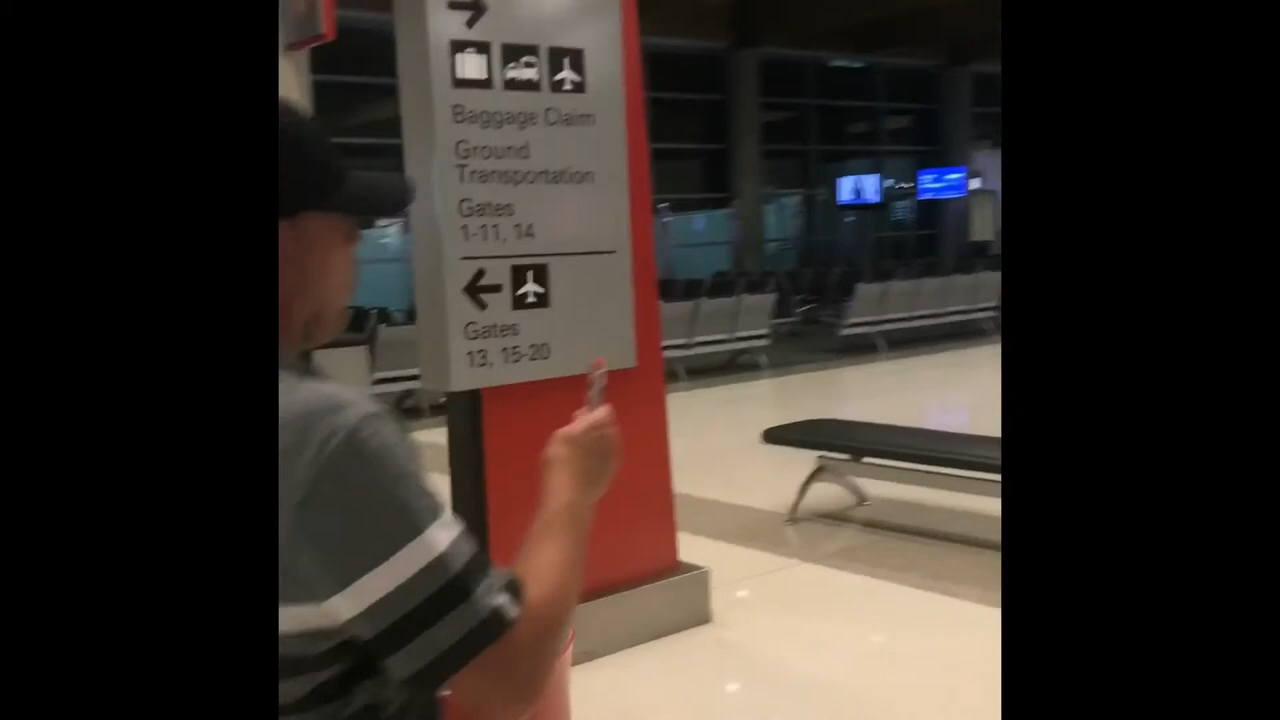 Baggage Claim
Ground
Transportation
Gates
1-11, 14
Gates
13, 15-20